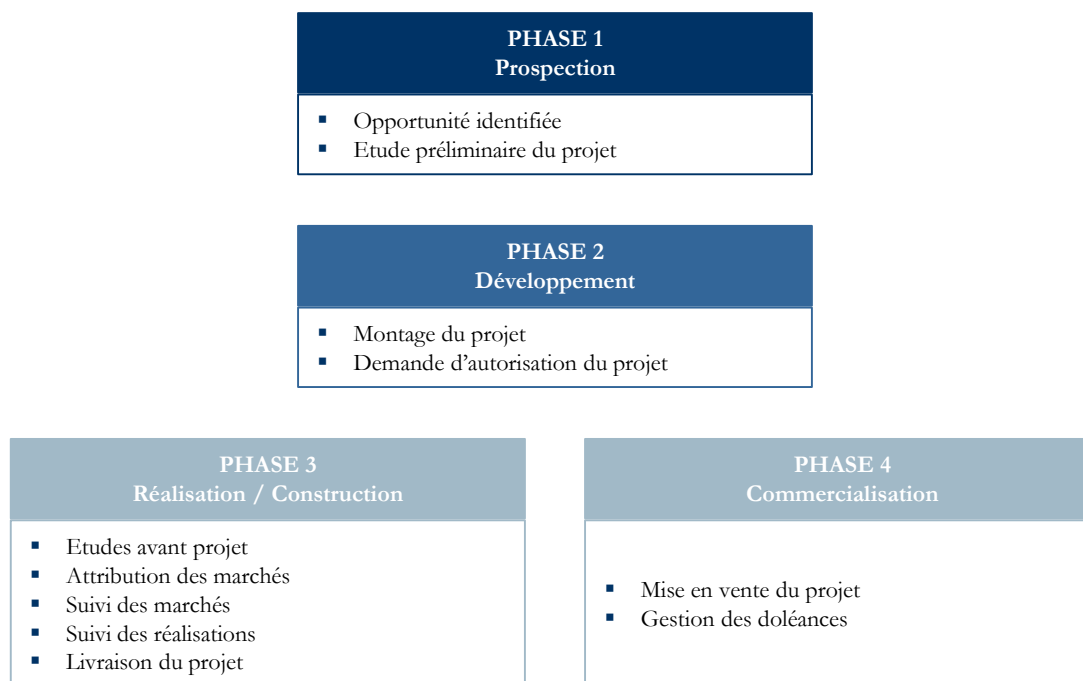 PHASE 1
Prospection
▪ Opportunité identifiée
▪ Etude préliminaire du projet
PHASE 2
Développement
▪ Montage du projet
▪ Demande d’autorisation du projet
PHASE 3
Réalisation / Construction
▪ Etudes avant projet
▪ Attribution des marchés
▪ Suivi des marchés
▪ Suivi des réalisations
▪ Livraison du projet
PHASE 4
Commercialisation
▪ Mise en vente du projet
▪ Gestion des doléances